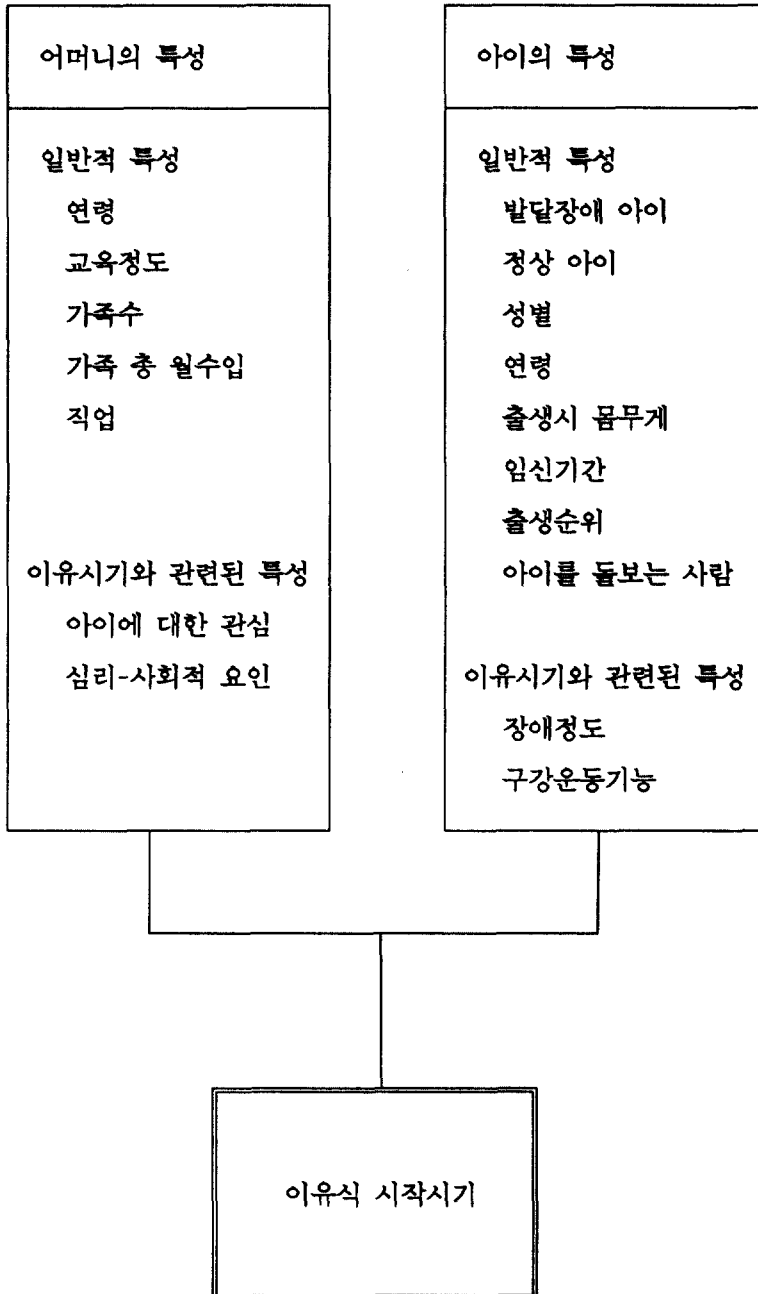 어머니의 특성
일반적 특성
연령
교육정도
가족수
가족 총 월수입
직업
이유시기와 관련된 특성
아이에 대한 관심
심리-사회적 요인
아이의 특성
일반적 특성
발달장애 아이
정상 아이
성별
연령
출생시 몸무게
임신기간
출생순위
아이를 돌보는 사람
이유시기와 관련된 특성
장애정도
구강운동기능
이유식 시작시기